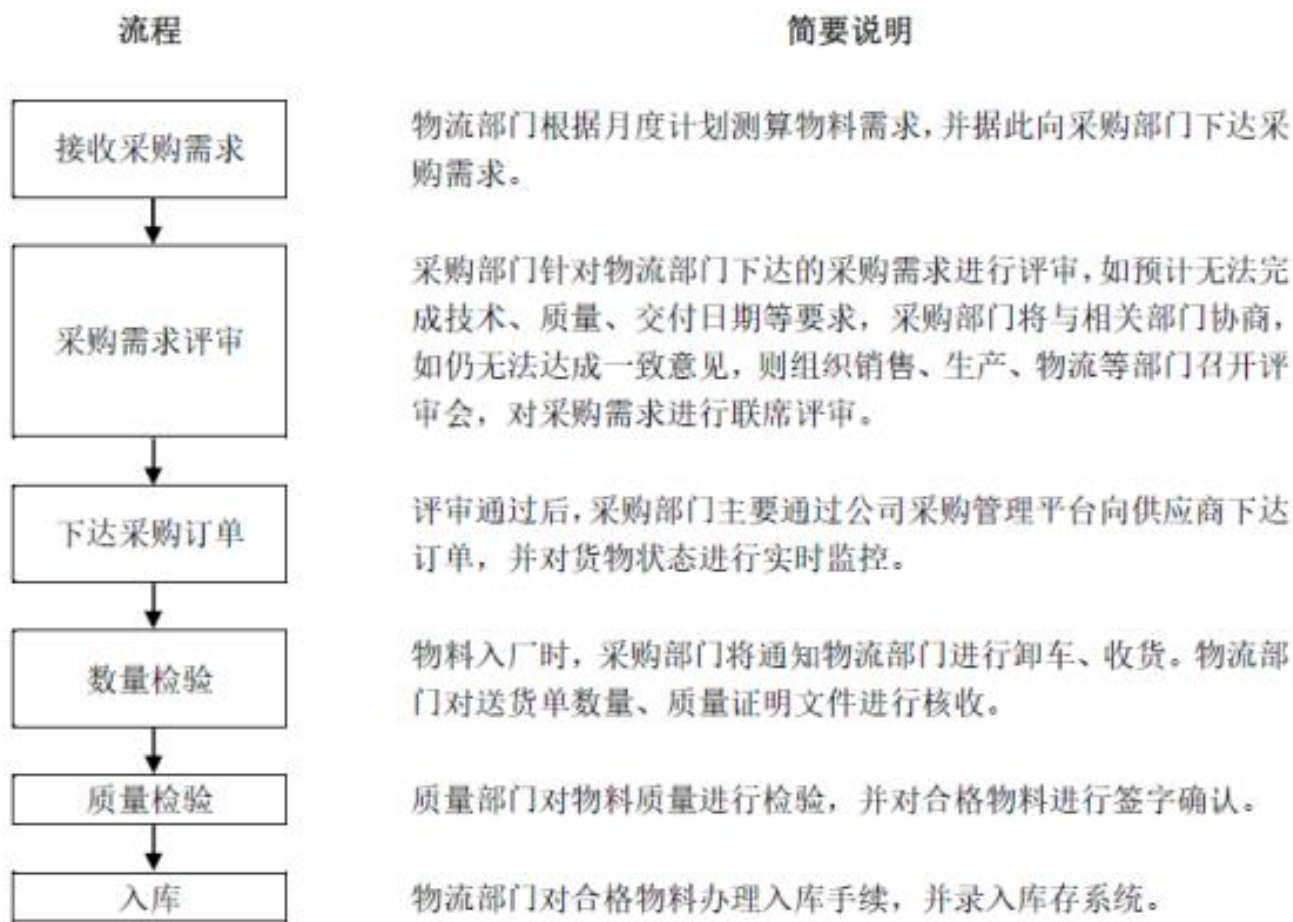 流程
简要说明
接收采购需求
物流部门根据月度计划测算物料需求，并据此向采购部门下达采
购需求。
采购需求评审
采购部门针对物流部门下达的采购需求进行评审，如预计无法完
成技术、质量、交付日期等要求，采购部门将与相关部门协商，
如仍无法达成一致意见，则组织销售、生产、物流等部门召开评
审会，对采购需求进行联席评审。
下达采购订单
评审通过后，采购部门主要通过公司采购管理平台向供应商下达
订单，并对货物状态进行实时监控。
数量检验
物料入厂时，采购部门将通知物流部门进行卸车、收货。物流部
门对送货单数量、质量证明文件进行核收。
质量检验
质量部门对物料质量进行检验，并对合格物料进行签字确认。
入库
物流部门对合格物料办理入库手续，并录入库存系统。